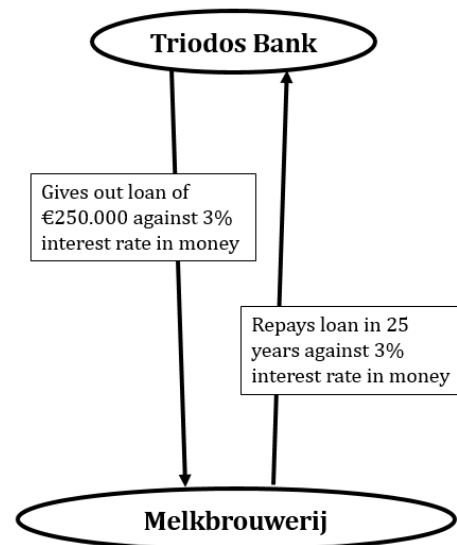 Triodos Bank
Gives out loan of
€250.000 against 3%
interest rate in money
Repays loan in 25
years against 3%
interest rate in money
Melkbrouwerij